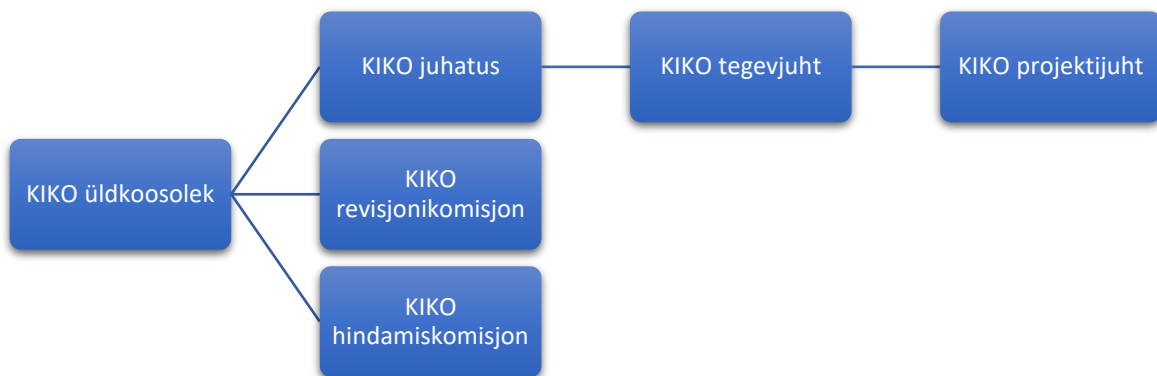 KIKO juhatus
KIKO tegevjuht
KIKO projektijuht
KIKO üldkoosolek
KIKO
revisjonikomisjon
KIKO
hindamiskomisjon